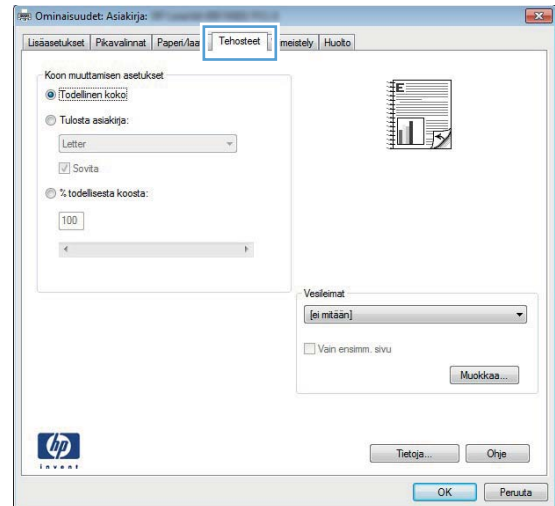 Ominaisuudet: Asiakirja:
Lisäasetukset Pikavalinnat Paperi/laa Tehosteet meistely Huolto
Koon muuttamisen asetukset
Todellinen koko
Tulosta asiakirja:
Letter
Sovita
% todellisesta koosta:
100
E
Vesileimat
[ei mitään]
Vain ensimm. sivu
Muokkaa...
hp
invent
Tietoja... Ohje
OK Peruuta